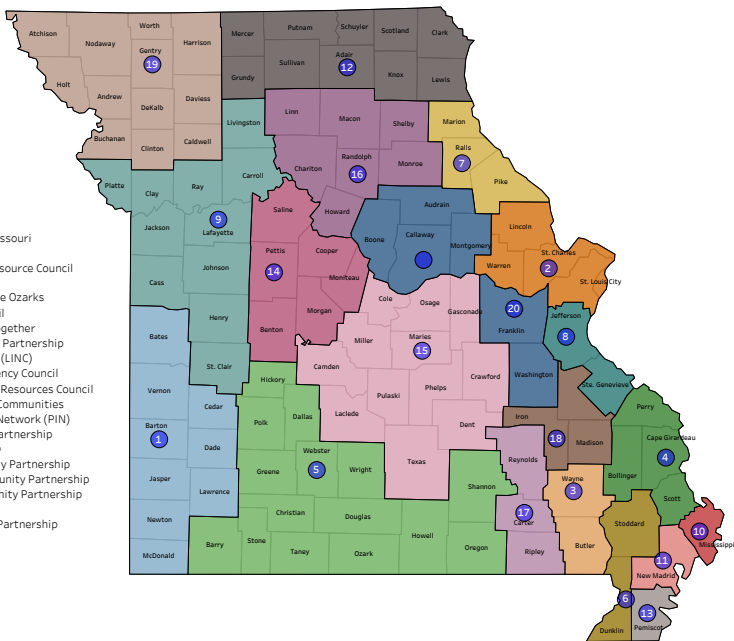 Atchison
Nodaway
Worth
Gentry
19
Harrison
Holt
Andrew
DeKalb
Daviess
Buchanan
Clinton
Caldwell
Mercer
Putnam
Schuyler
Scotland
Clark
Sullivan
Adair
12
Grundy
Knox
Lewis
Livingston
Linn
Macon
Shelby
Marion
Ralls
7
Chariton
Randolph
16
Monroe
Pike
Platte
Clay
Ray
Carroll
Howard
Saline
Audrain
Boone
Callaway
Montgomery
Lincoln
Warren
St. Charles
2
St. Louis City
9
Lafayette
Jackson
Johnson
Cass
Pettis
14
Cooper
Moniteau
Morgan
Benton
Henry
St. Clair
Cole
Osage
Gasconade
Miller
Maries
15
Camden
Pulaski
Phelps
Crawford
Laclede
Dent
Texas
20
Franklin
Washington
Jefferson
8
Ste. Genevieve
Iron
18
Madison
Perry
Cape Girardeau
4
Bollinger
Scott
Bates
Vernon
Barton
1
Cedar
Dade
Jasper
Lawrence
Newton
McDonald
Hickory
Polk
Dallas
Webster
5
Greene
Wright
Christian
Douglas
Barry
Stone
Taney
Ozark
Howell
Shannon
Oregon
Reynolds
17
Carter
Ripley
Wayne
3
Butler
Stoddard
10
Mississippi
11
New Madrid
6
13
Pemiscot
Dunklin
ssouri
source Council
e Ozarks
il
ogether
Partnership
(LINC)
ency Council
Resources Council
Communities
Network (PIN)
artnership
y Partnership
unity Partnership
nity Partnership
Partnership